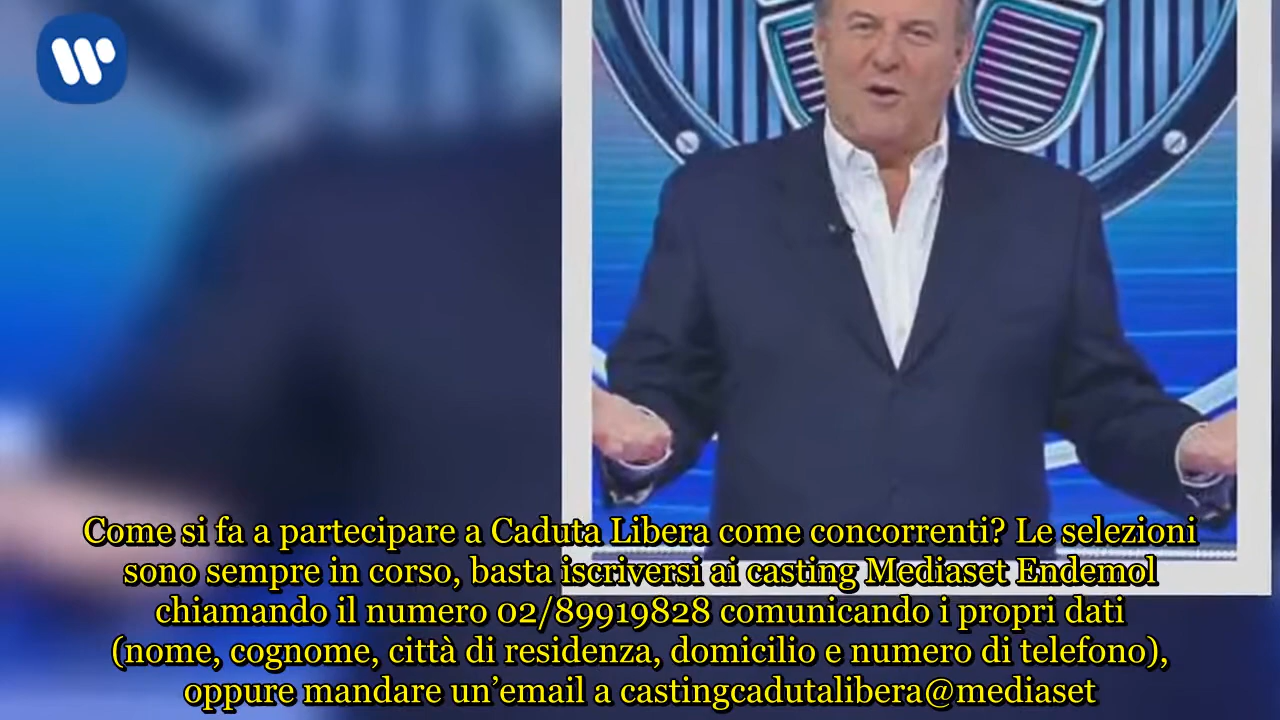 W
Come si fa a partecipare a Caduta Libera come concorrenti? Le selezioni
sono sempre in corso, basta iscriversi ai casting Mediaset Endemol
chiamando il numero 02/89919828 comunicando i propri dati
(nome, cognome, città di residenza, domicilio e numero di telefono),
oppure mandare un’email a castingcadutalibera@mediaset